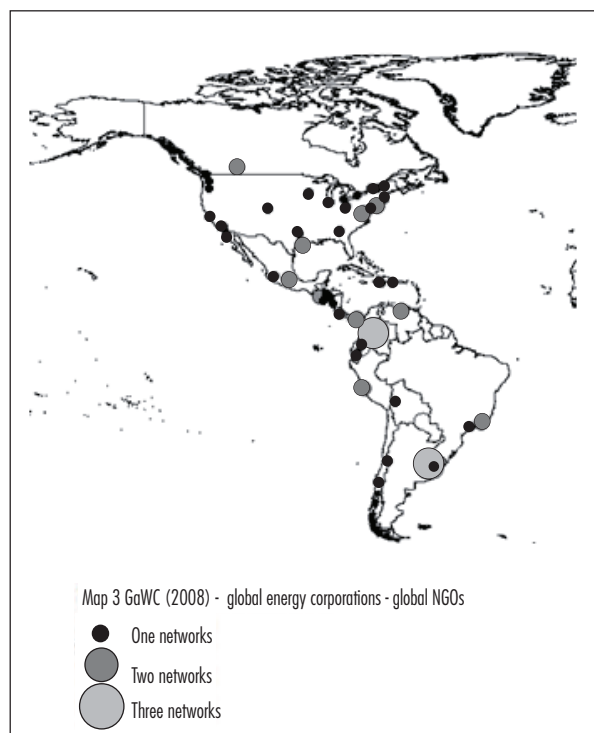 Map 3 GaWC (2008) - global energy corporations - global NGOs
One networks
Two networks
Three networks